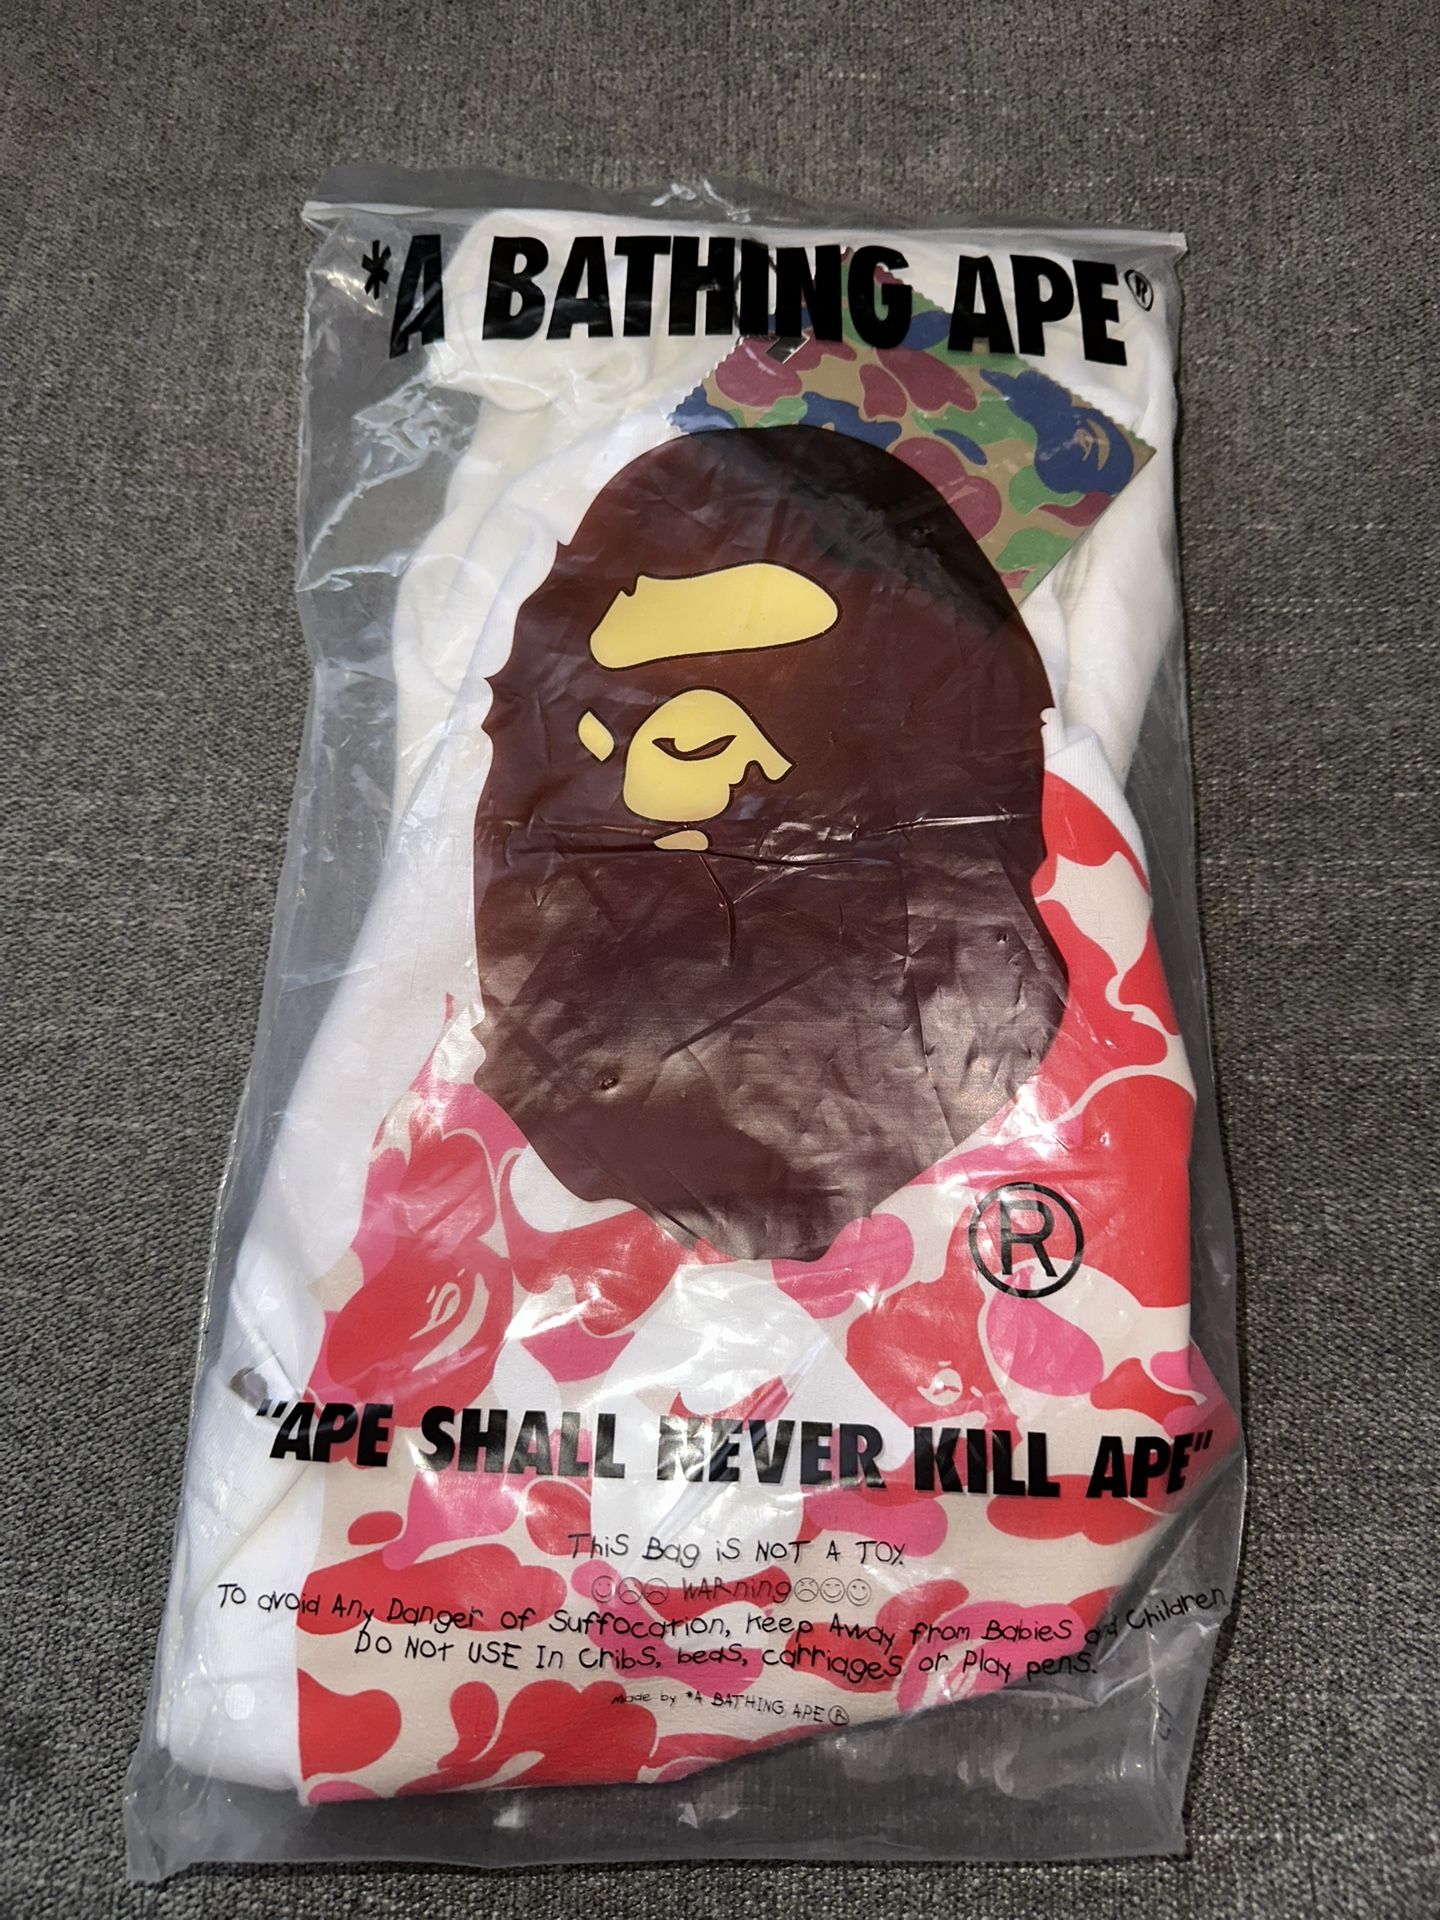 *A BATHING APE®
®
"APE SHALL NEVER KILL APE"
THiS Bag iS NOT A TOY.
☺☹☹ WARning☹☺☺
TO avoid Any Danger of Suffocation, Keep Away from BabieS and Children.
DO NOT USE In CribS, bedS, carriages or Play pens.
Made by *A BATHING APE®